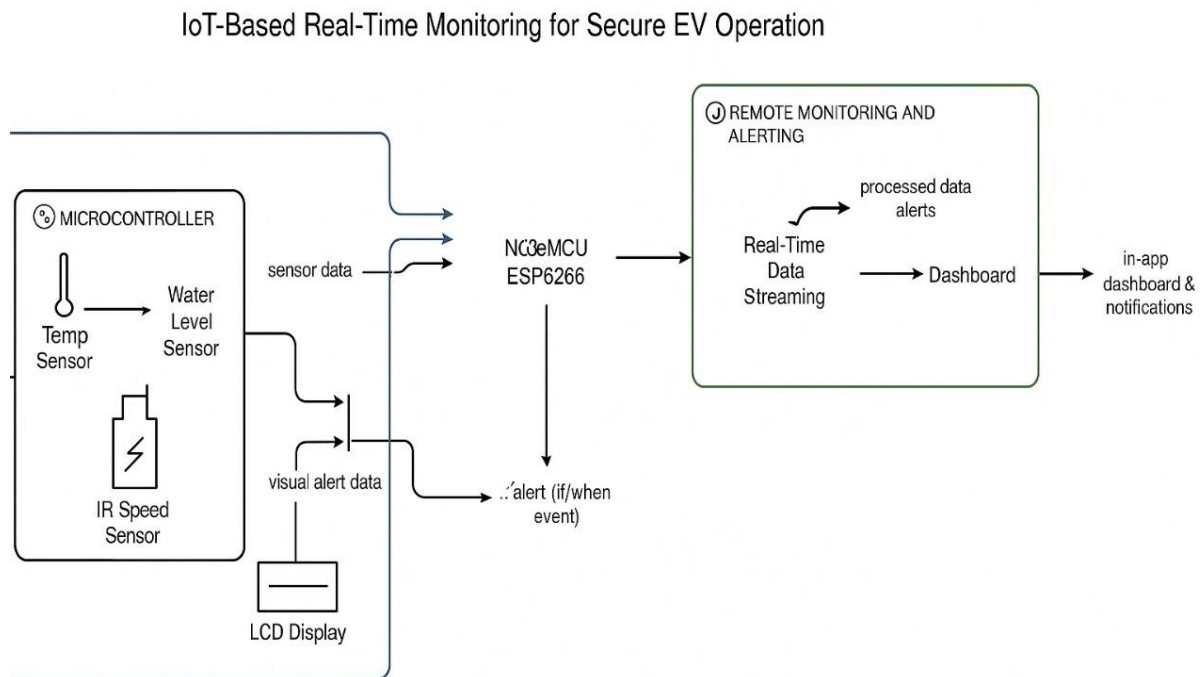 IoT-Based Real-Time Monitoring for Secure EV Operation
MICROCONTROLLER
Temp
Sensor
Water
Level
Sensor
IR Speed
Sensor
sensor data
visual alert data
LCD Display
ESP6266
alert (if/when
event)
J REMOTE MONITORING AND
ALERTING
processed data
alerts
Real-Time
Data
Streaming
Dashboard
in-app
dashboard &
notifications